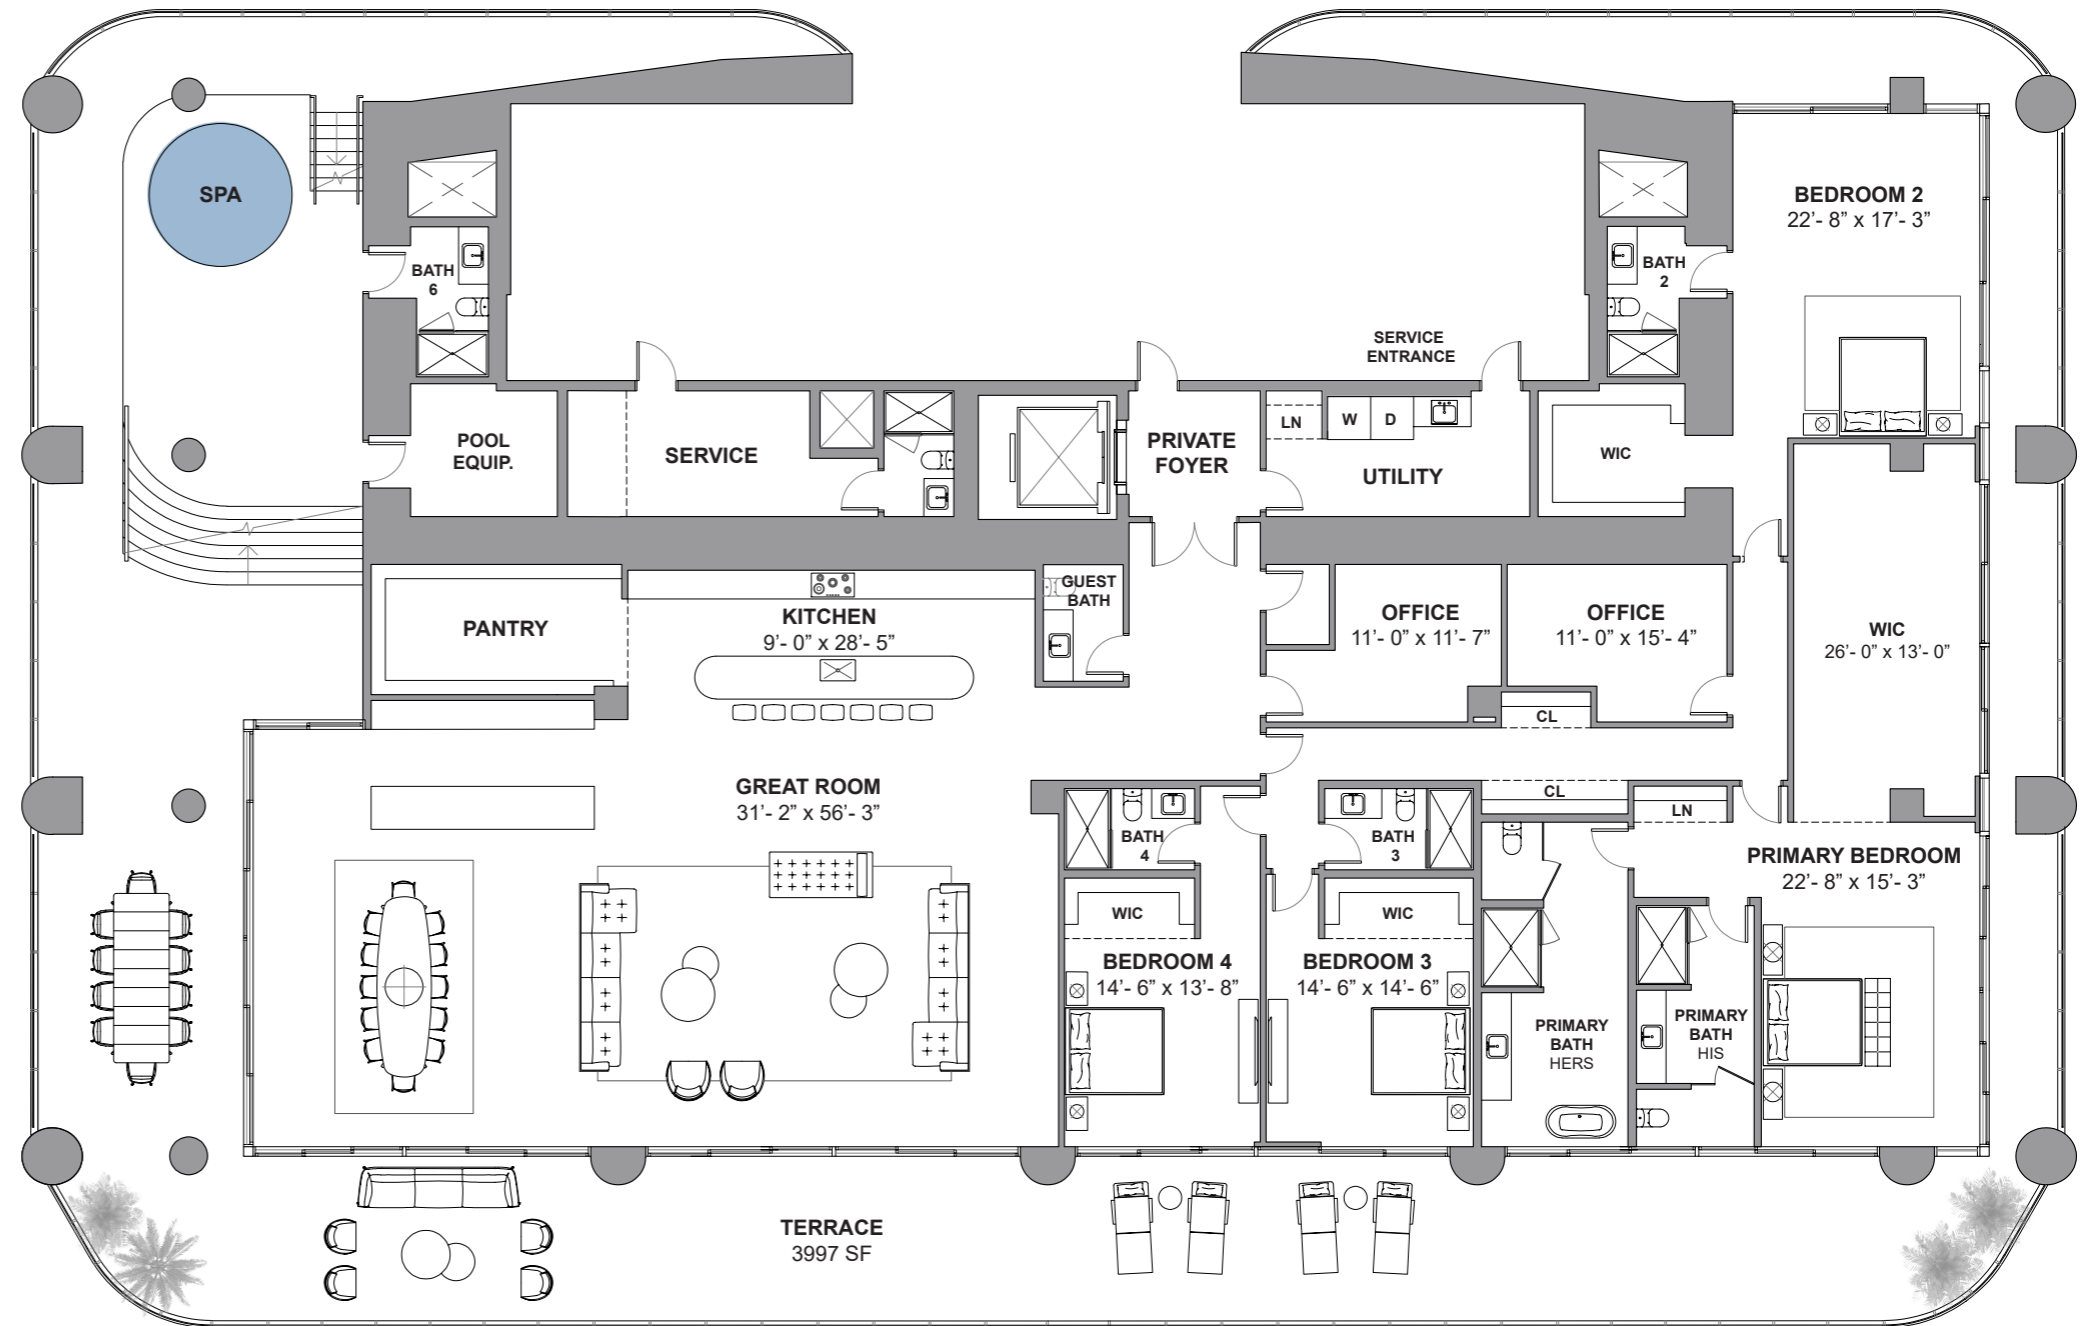 SPA
BEDROOM 2
22’- 8” x 17’- 3”
BATH
6
BATH
2
SERVICE
ENTRANCE
POOL
EQUIP.
SERVICE
PRIVATE
FOYER
LN
W
D
UTILITY
WIC
GUEST
BATH
PANTRY
KITCHEN
9’- 0” x 28’- 5”
OFFICE
11’- 0” x 11’- 7”
OFFICE
11’- 0” x 15’- 4”
WIC
26’- 0” x 13’- 0”
CL
GREAT ROOM
31’- 2” x 56’- 3”
CL
LN
BATH
4
BATH
3
PRIMARY BEDROOM
22’- 8” x 15’- 3”
WIC
WIC
BEDROOM 4
14’- 6” x 13’- 8”
BEDROOM 3
14’- 6” x 14’- 6”
PRIMARY
BATH
HERS
PRIMARY
BATH
HIS
TERRACE
3997 SF